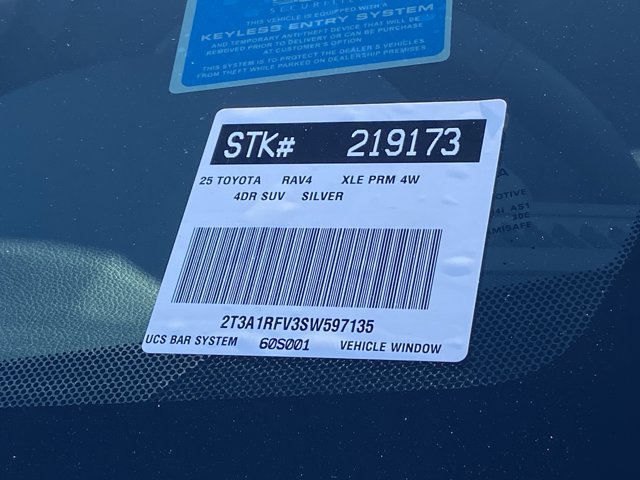 THIS VEHICLE IS EQUIPPED WITH A
KEYLESS ENTRY SYSTEM
AND TEMPORARY ANTI-THEFT DEVICE THAT WILL BE
REMOVED PRIOR TO DELIVERY OR CAN BE PURCHASE
AT CUSTOMER'S OPTION.
THIS SYSTEM IS TO PROTECT THE DEALER'S VEHICLES
FROM THEFT WHILE PARKED ON DEALERSHIP PREMISES
STK# 219173
25 TOYOTA RAV4 XLE PRM 4W
4DR SUV SILVER
2T3A1RFV3SW597135
UCS BAR SYSTEM 60S001 VEHICLE WINDOW